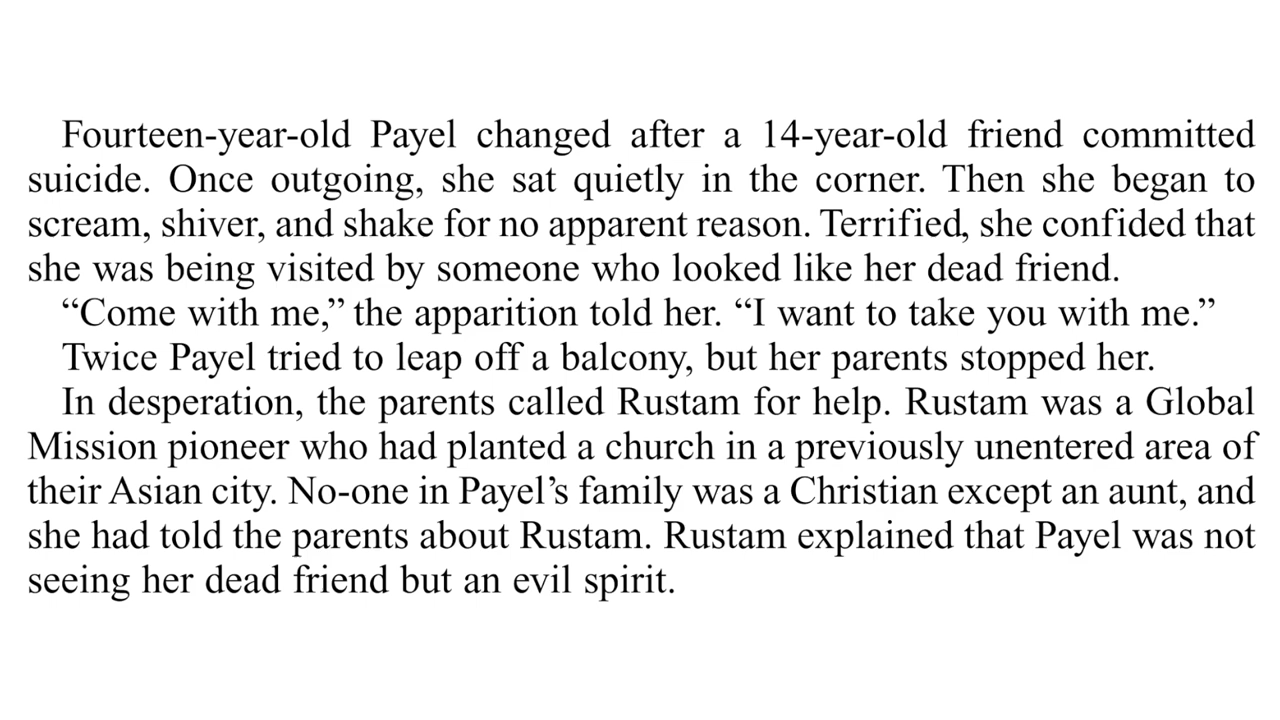 Fourteen-year-old Payel changed after a 14-year-old friend committed
suicide. Once outgoing, she sat quietly in the corner. Then she began to
scream, shiver, and shake for no apparent reason. Terrified, she confided that
she was being visited by someone who looked like her dead friend.
“Come with me,” the apparition told her. “I want to take you with me.”
Twice Payel tried to leap off a balcony, but her parents stopped her.
In desperation, the parents called Rustam for help. Rustam was a Global
Mission pioneer who had planted a church in a previously unentered area of
their Asian city. No-one in Payel’s family was a Christian except an aunt, and
she had told the parents about Rustam. Rustam explained that Payel was not
seeing her dead friend but an evil spirit.